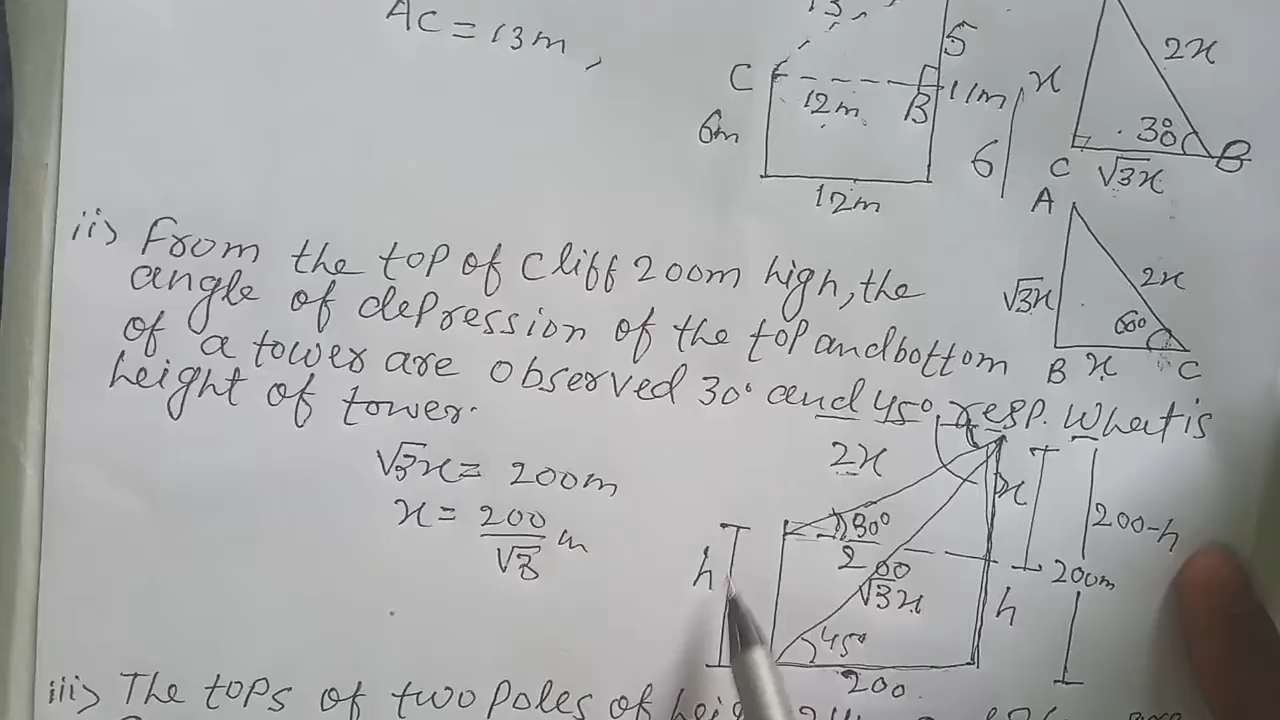 AC = 13m,
13
5
C
12m
B
11m
6m
6
12m
x
2x
30°
C
√3x
B
A
√3x
2x
60°
B x C
ii) From the top of cliff 200m high, the
angle of depression of the top and bottom
of a tower are observed 30° and 45° resp. What is
height of tower.
√3x = 200m
x = 200/√3 m
2x
x
30°
200
√3x
h
h
200-h
200m
45°
200
iii) The tops of two poles of